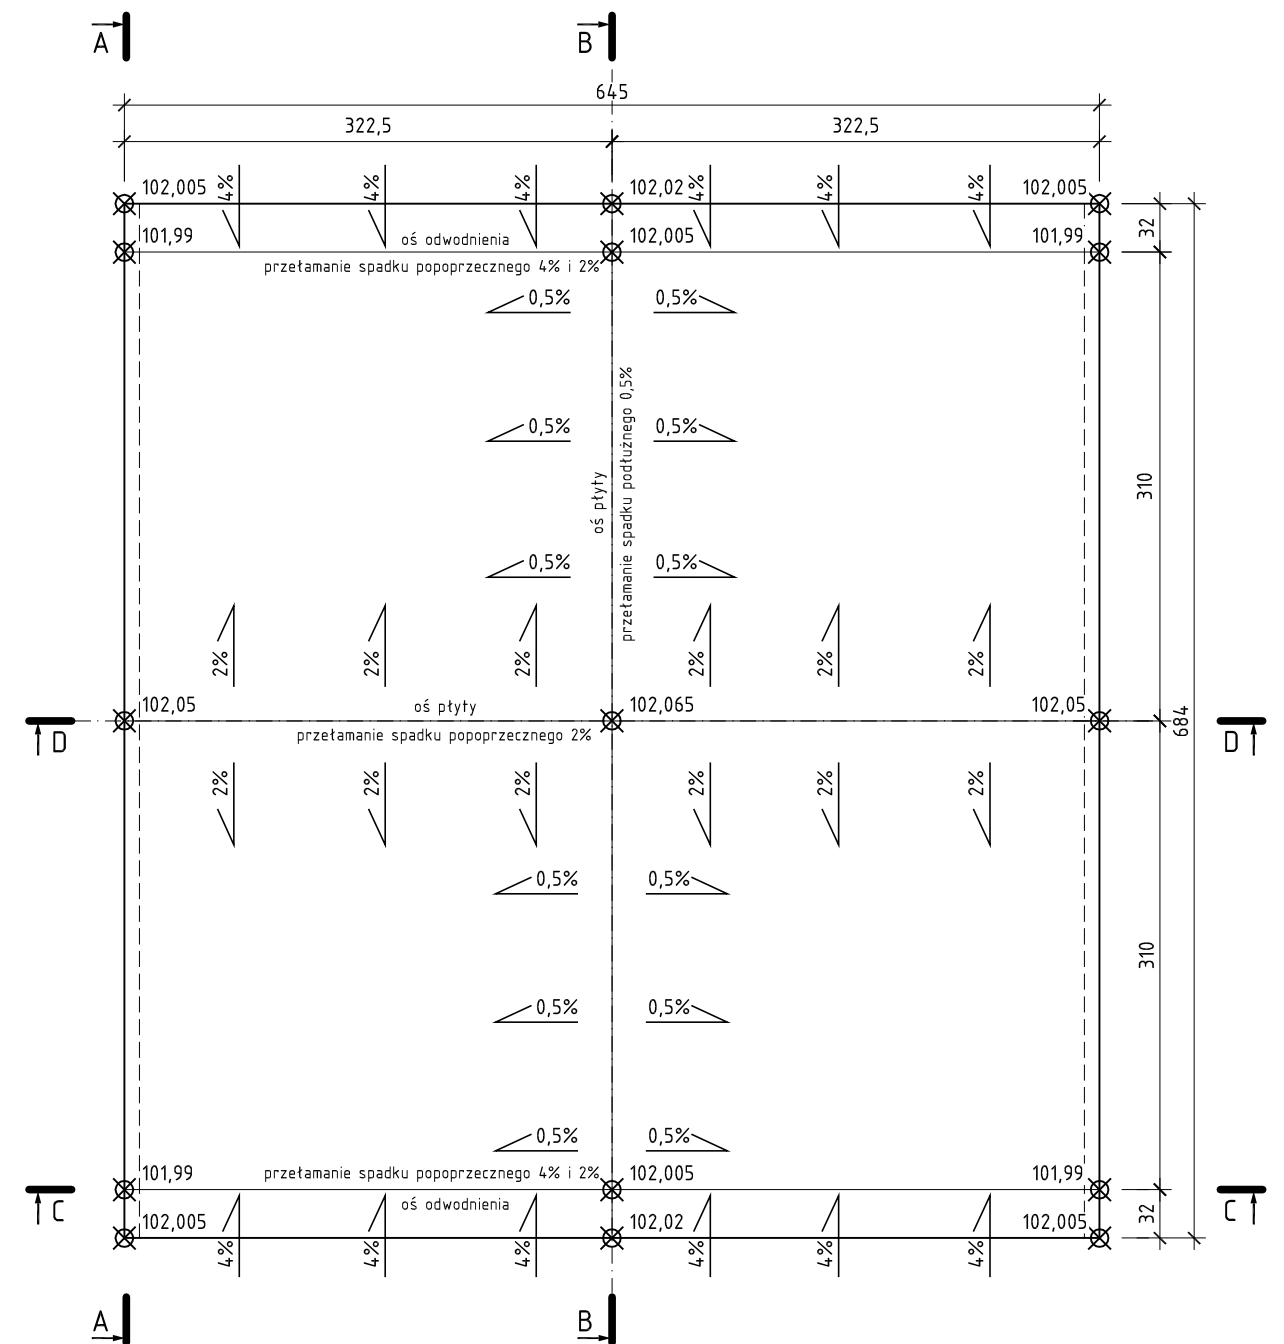 A B
645
322,5 322,5
102,005 4% 4% 4% 102,02 4% 4% 4% 102,005
32
101,99 oś odwodnienia 102,005 101,99
przełamanie spadku popoprzecznego 4% i 2%
0,5% 0,5%
przełamanie spadku podłużnego 0,5%
0,5% 0,5%
oś płyty
310
0,5% 0,5%
2% 2% 2% 2% 2% 2%
102,05 oś płyty 102,065 102,05
684
D przełamanie spadku popoprzecznego 2% D
2% 2% 2% 2% 2% 2%
0,5% 0,5%
310
0,5% 0,5%
0,5% 0,5%
101,99 przełamanie spadku popoprzecznego 4% i 2% 102,005 101,99
C oś odwodnienia 32 C
102,005 102,02 102,005
4% 4% 4% 4% 4% 4%
A B